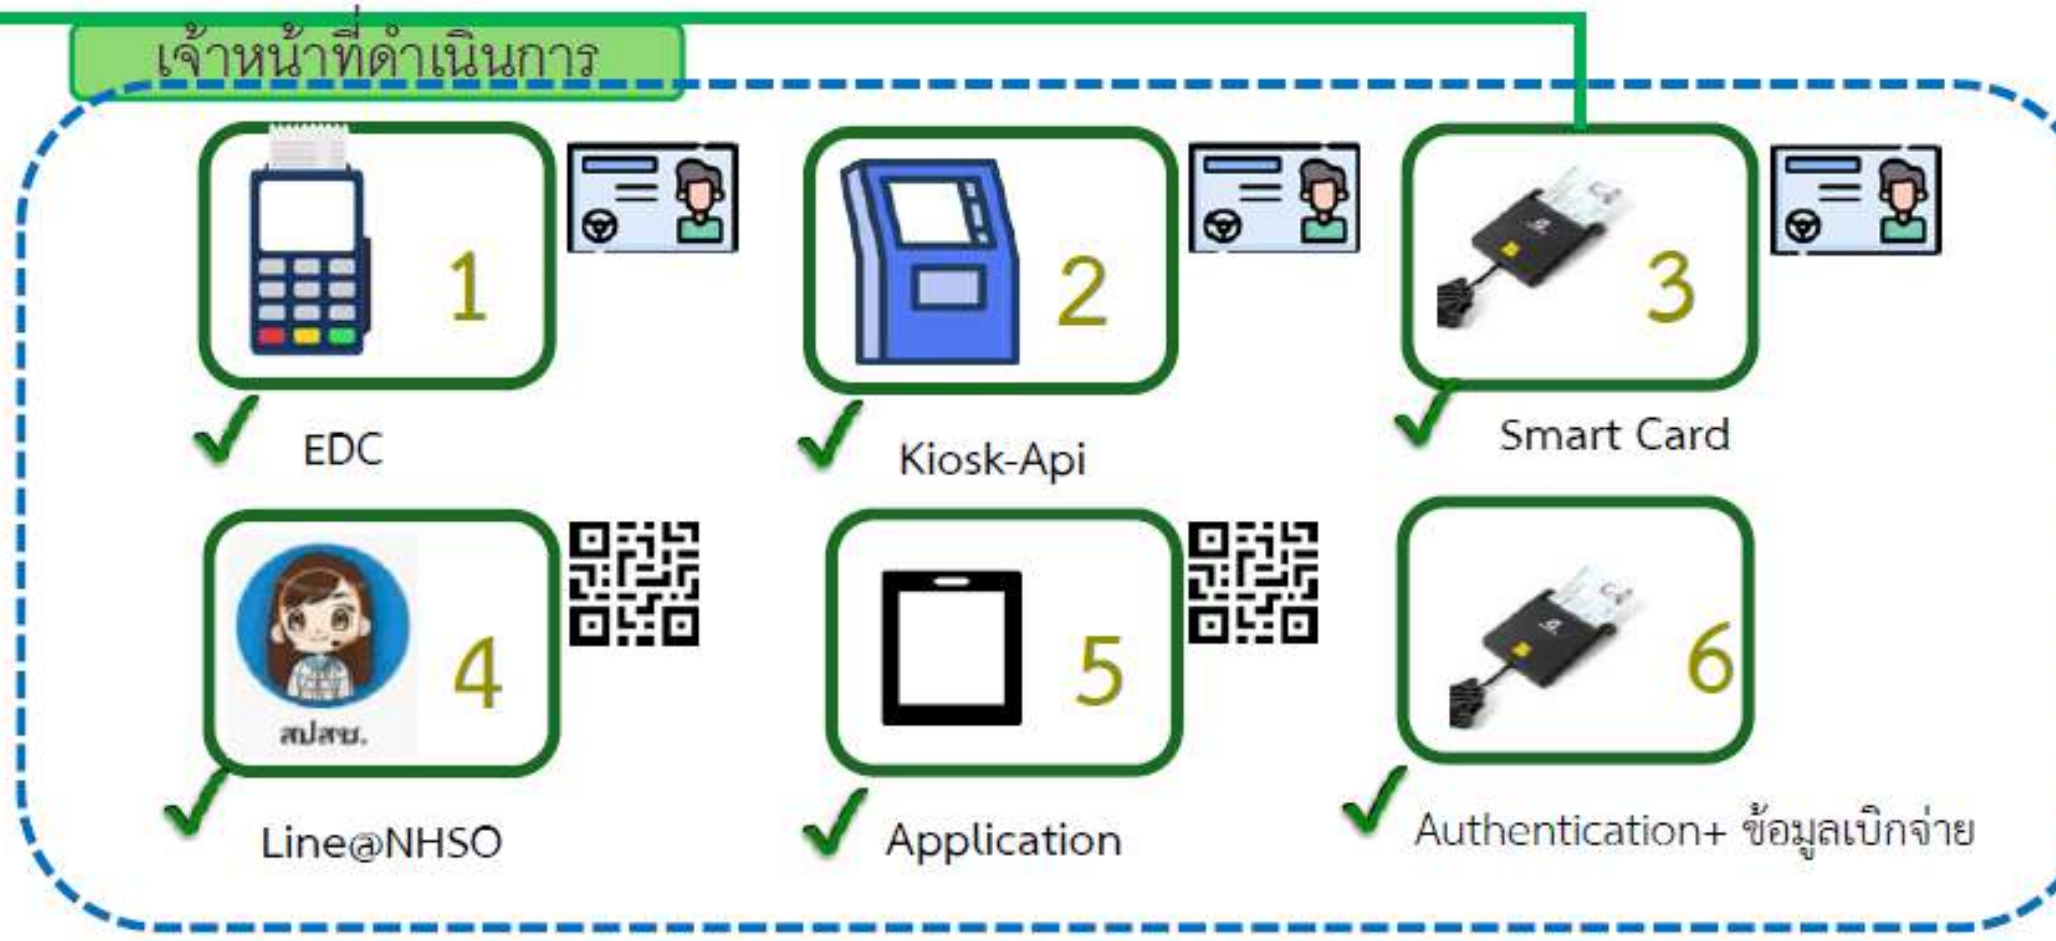 เจ้าหน้าที่ดำเนินการ
1
2
3
EDC
Kiosk-Api
Smart Card
4
สปสช.
5
6
Line@NHSO
Application
Authentication+ ข้อมูลเบิกจ่าย